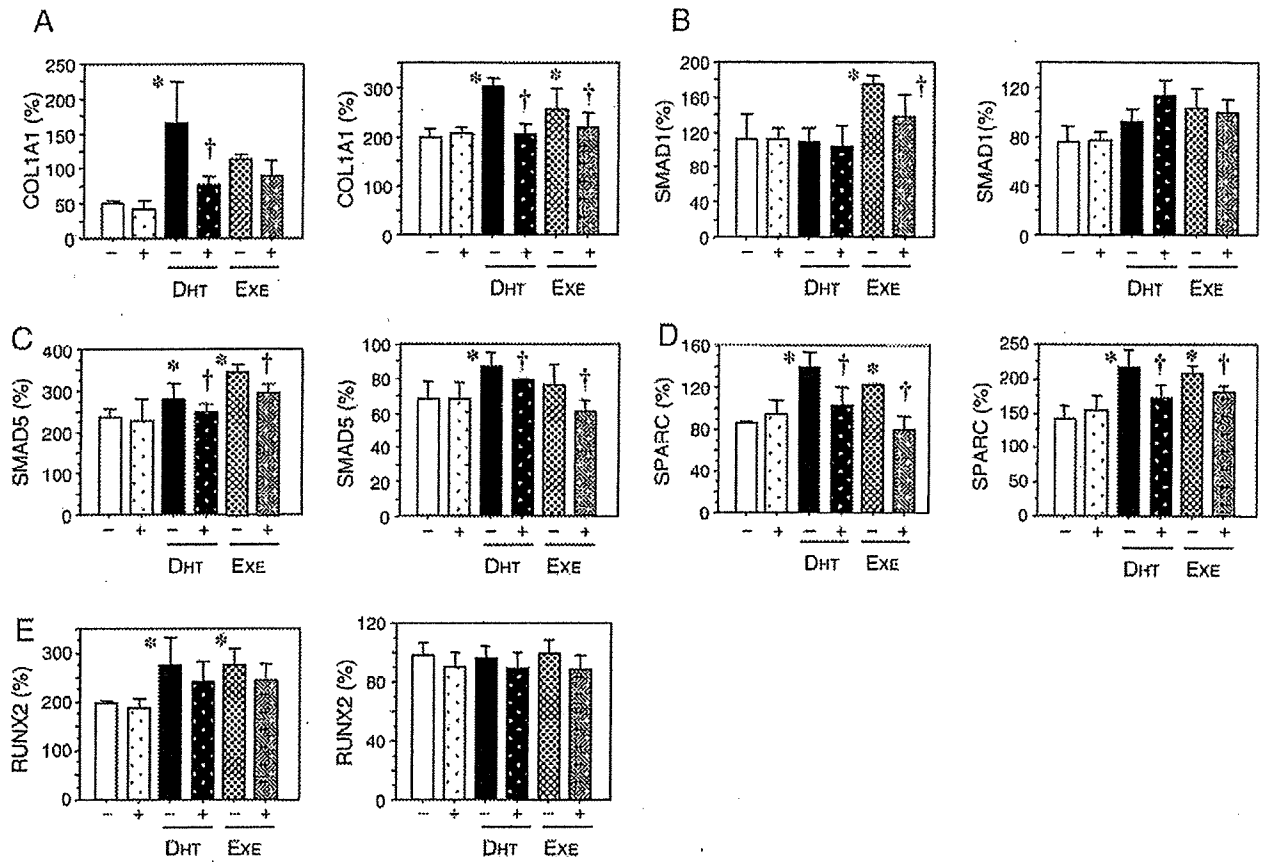 A
B
COL1A1 (%)
250
200
150
100
50
0
*
†
− + − + − +
DHT EXE
COL1A1 (%)
300
200
100
0
* † * †
− + − + − +
DHT EXE
SMAD1 (%)
200
160
120
80
40
0
* †
− + − + − +
DHT EXE
SMAD1(%)
120
80
40
0
− + − + − +
DHT EXE
C
D
SMAD5 (%)
400
300
200
100
0
* † * †
− + − + − +
DHT EXE
SMAD5 (%)
100
80
60
40
20
0
* † †
− + − + − +
DHT EXE
SPARC (%)
160
120
80
40
0
* † * †
− + − + − +
DHT EXE
SPARC (%)
250
200
150
100
50
0
* † * †
− + − + − +
DHT EXE
E
RUNX2 (%)
300
200
100
0
* *
− + − + − +
DHT EXE
RUNX2 (%)
120
80
40
0
− + − + − +
DHT EXE